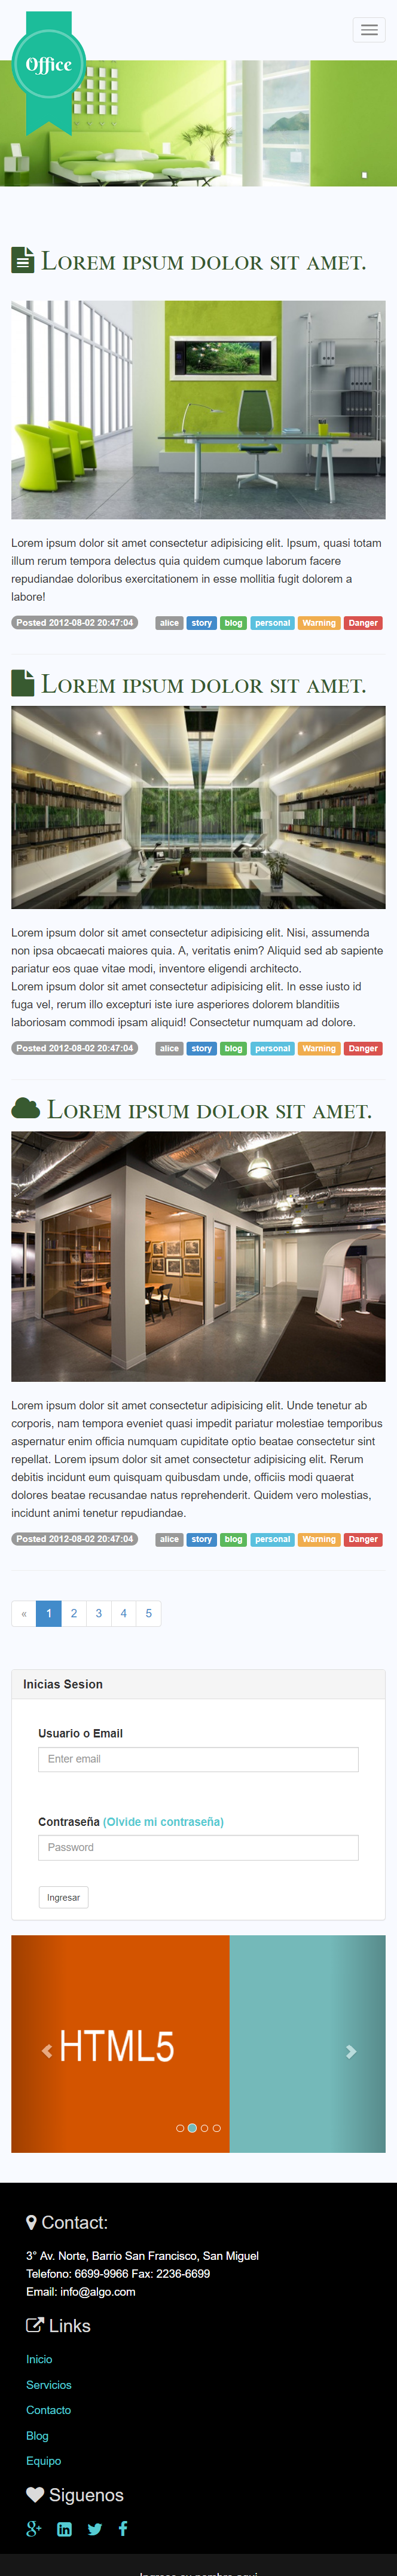 Office
Lorem ipsum dolor sit amet.
Lorem ipsum dolor sit amet consectetur adipisicing elit. Ipsum, quasi totam
illum rerum tempora delectus quia quidem cumque laborum facere
repudiandae doloribus exercitationem in esse mollitia fugit dolorem a
labore!
Posted 2012-08-02 20:47:04 alice story blog personal Warning Danger
Lorem ipsum dolor sit amet.
Lorem ipsum dolor sit amet consectetur adipisicing elit. Nisi, assumenda
non ipsa obcaecati maiores quia. A, veritatis enim? Aliquid sed ab sapiente
pariatur eos quae vitae modi, inventore eligendi architecto.
Lorem ipsum dolor sit amet consectetur adipisicing elit. In esse iusto id
fuga vel, rerum illo excepturi iste iure asperiores dolorem blanditiis
laboriosam commodi ipsam aliquid! Consectetur numquam ad dolore.
Posted 2012-08-02 20:47:04 alice story blog personal Warning Danger
Lorem ipsum dolor sit amet.
Lorem ipsum dolor sit amet consectetur adipisicing elit. Unde tenetur ab
corporis, nam tempora eveniet quasi impedit pariatur molestiae temporibus
aspernatur enim officia numquam cupiditate optio beatae consectetur sint
repellat. Lorem ipsum dolor sit amet consectetur adipisicing elit. Rerum
debitis incidunt eum quisquam quibusdam unde, officiis modi quaerat
dolores beatae recusandae natus reprehenderit. Quidem vero molestias,
incidunt animi tenetur repudiandae.
Posted 2012-08-02 20:47:04 alice story blog personal Warning Danger
« 1 2 3 4 5
Inicias Sesion
Usuario o Email
Enter email
Contraseña (Olvide mi contraseña)
Password
Ingresar
HTML5
Contact:
3° Av. Norte, Barrio San Francisco, San Miguel
Telefono: 6699-9966 Fax: 2236-6699
Email: info@algo.com
Links
Inicio
Servicios
Contacto
Blog
Equipo
Siguenos